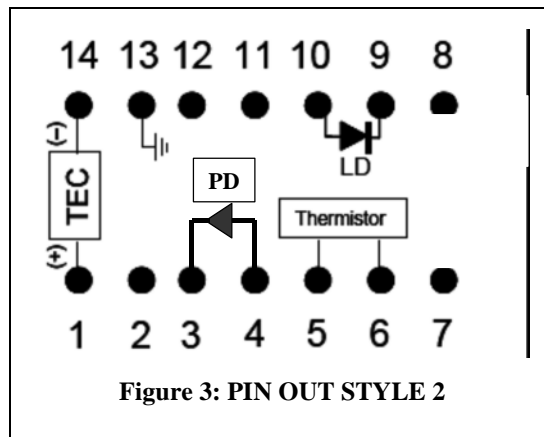 14 13 12 11 10 9 8
(-)
TEC
(+)
LD
PD
Thermistor
1 2 3 4 5 6 7
Figure 3: PIN OUT STYLE 2